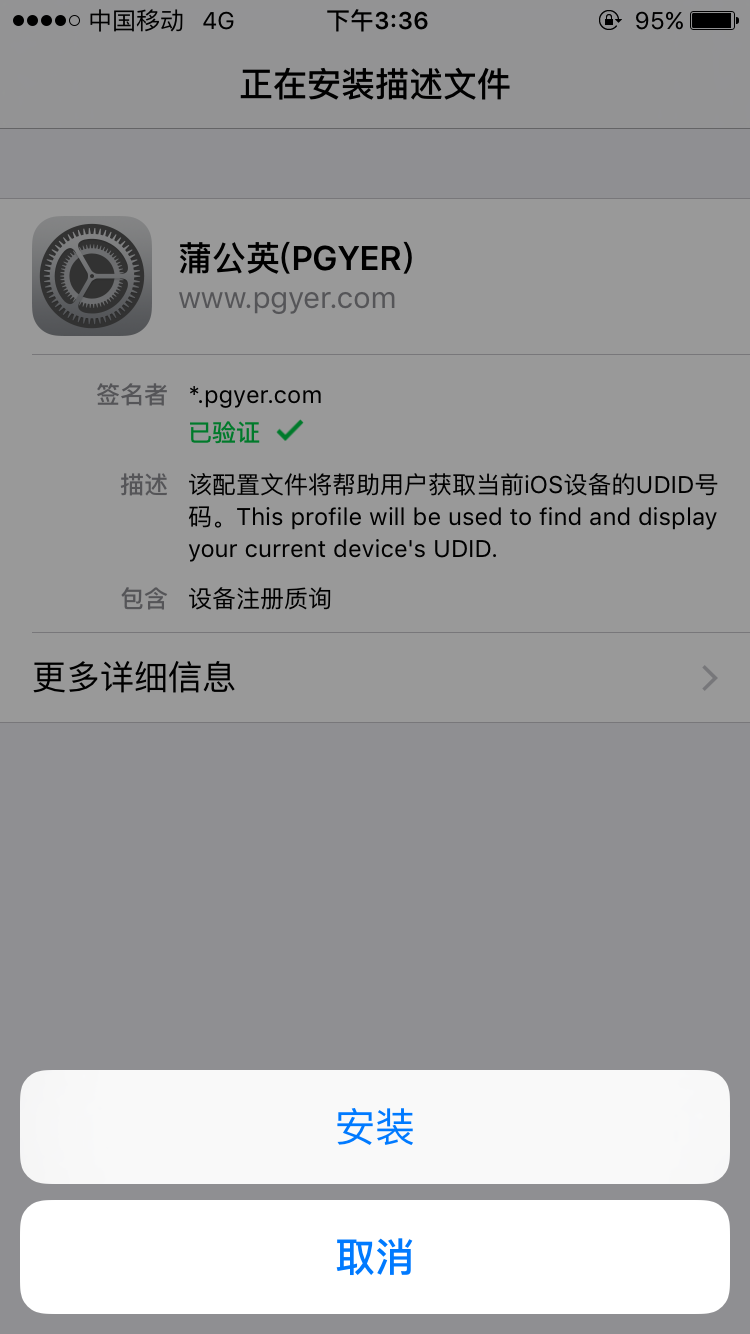 中国移动 4G 下午3:36 95%
正在安装描述文件
蒲公英(PGYER)
www.pgyer.com
签名者 *.pgyer.com
已验证
描述 该配置文件将帮助用户获取当前iOS设备的UDID号
码。This profile will be used to find and display
your current device's UDID.
包含 设备注册质询
更多详细信息
安装
取消